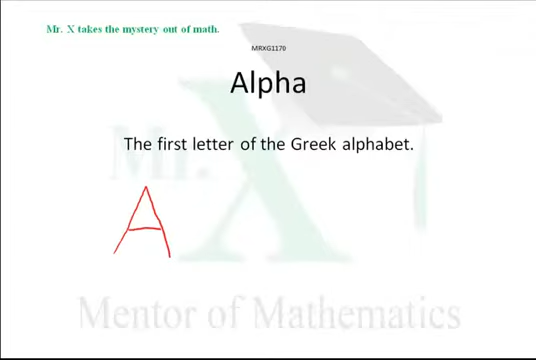 Mr. X takes the mystery out of math.
MRXG1170
Alpha
The first letter of the Greek alphabet.
A
Mr. X
Mentor of Mathematics